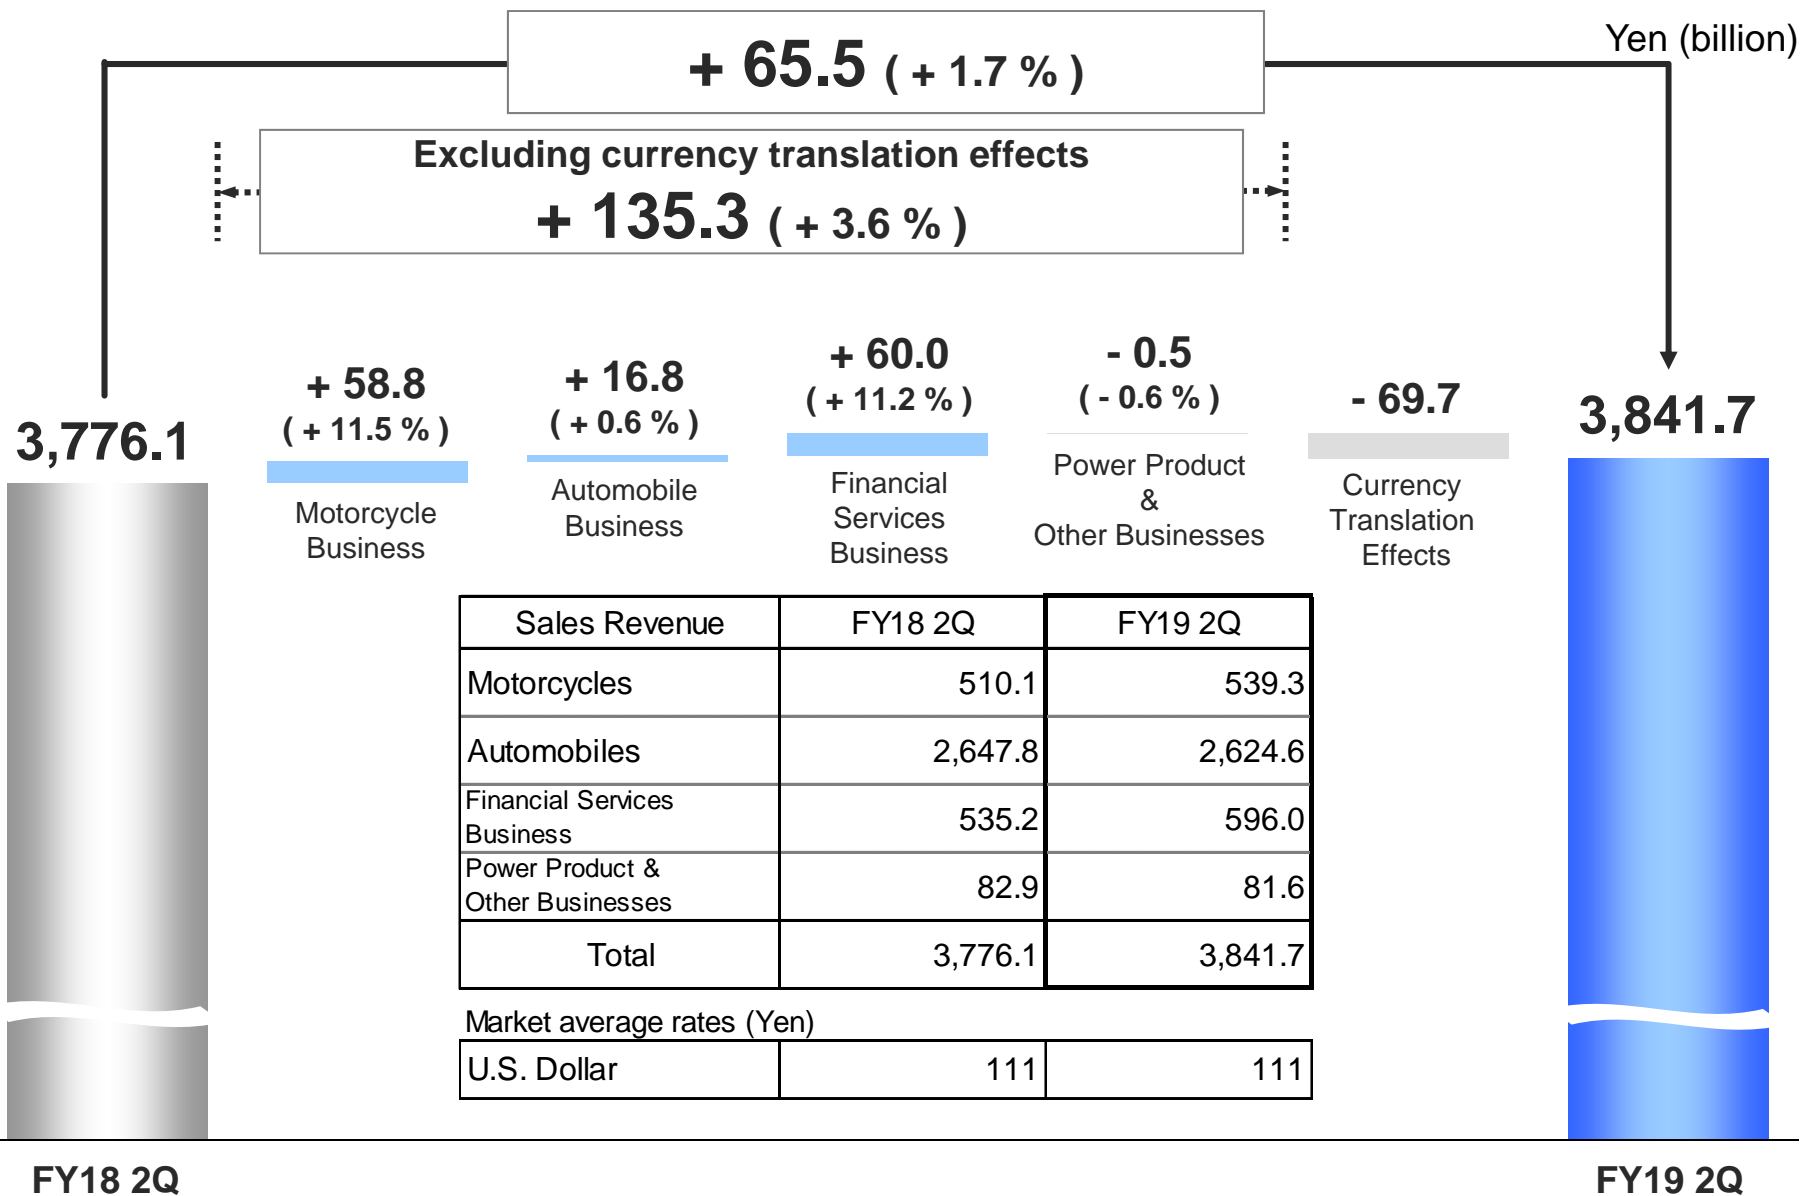 + 65.5 ( + 1.7 % )
Yen (billion)
Excluding currency translation effects
+ 135.3 ( + 3.6 % )
3,776.1
+ 58.8
( + 11.5 % )
Motorcycle
Business
+ 16.8
( + 0.6 % )
Automobile
Business
+ 60.0
( + 11.2 % )
Financial
Services
Business
- 0.5
( - 0.6 % )
Power Product
&
Other Businesses
- 69.7
Currency
Translation
Effects
3,841.7
Sales Revenue FY18 2Q FY19 2Q
Motorcycles 510.1 539.3
Automobiles 2,647.8 2,624.6
Financial Services
Business 535.2 596.0
Power Product &
Other Businesses 82.9 81.6
Total 3,776.1 3,841.7
Market average rates (Yen)
U.S. Dollar 111 111
FY18 2Q
FY19 2Q